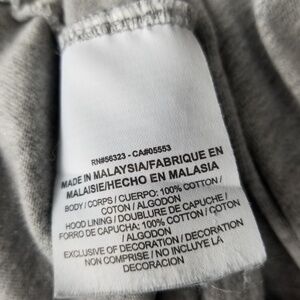 RN#56323 - CA#05553
MADE IN MALAYSIA/FABRIQUE EN
MALAISIE/HECHO EN MALASIA
BODY / CORPS / CUERPO: 100% COTTON /
COTON / ALGODON
HOOD LINING / DOUBLURE DE CAPUCHE /
FORRO DE CAPUCHA: 100% COTTON / COTON
/ ALGODON
EXCLUSIVE OF DECORATION / DECORATION
NON COMPRISE / NO INCLUYE LA
DECORACION